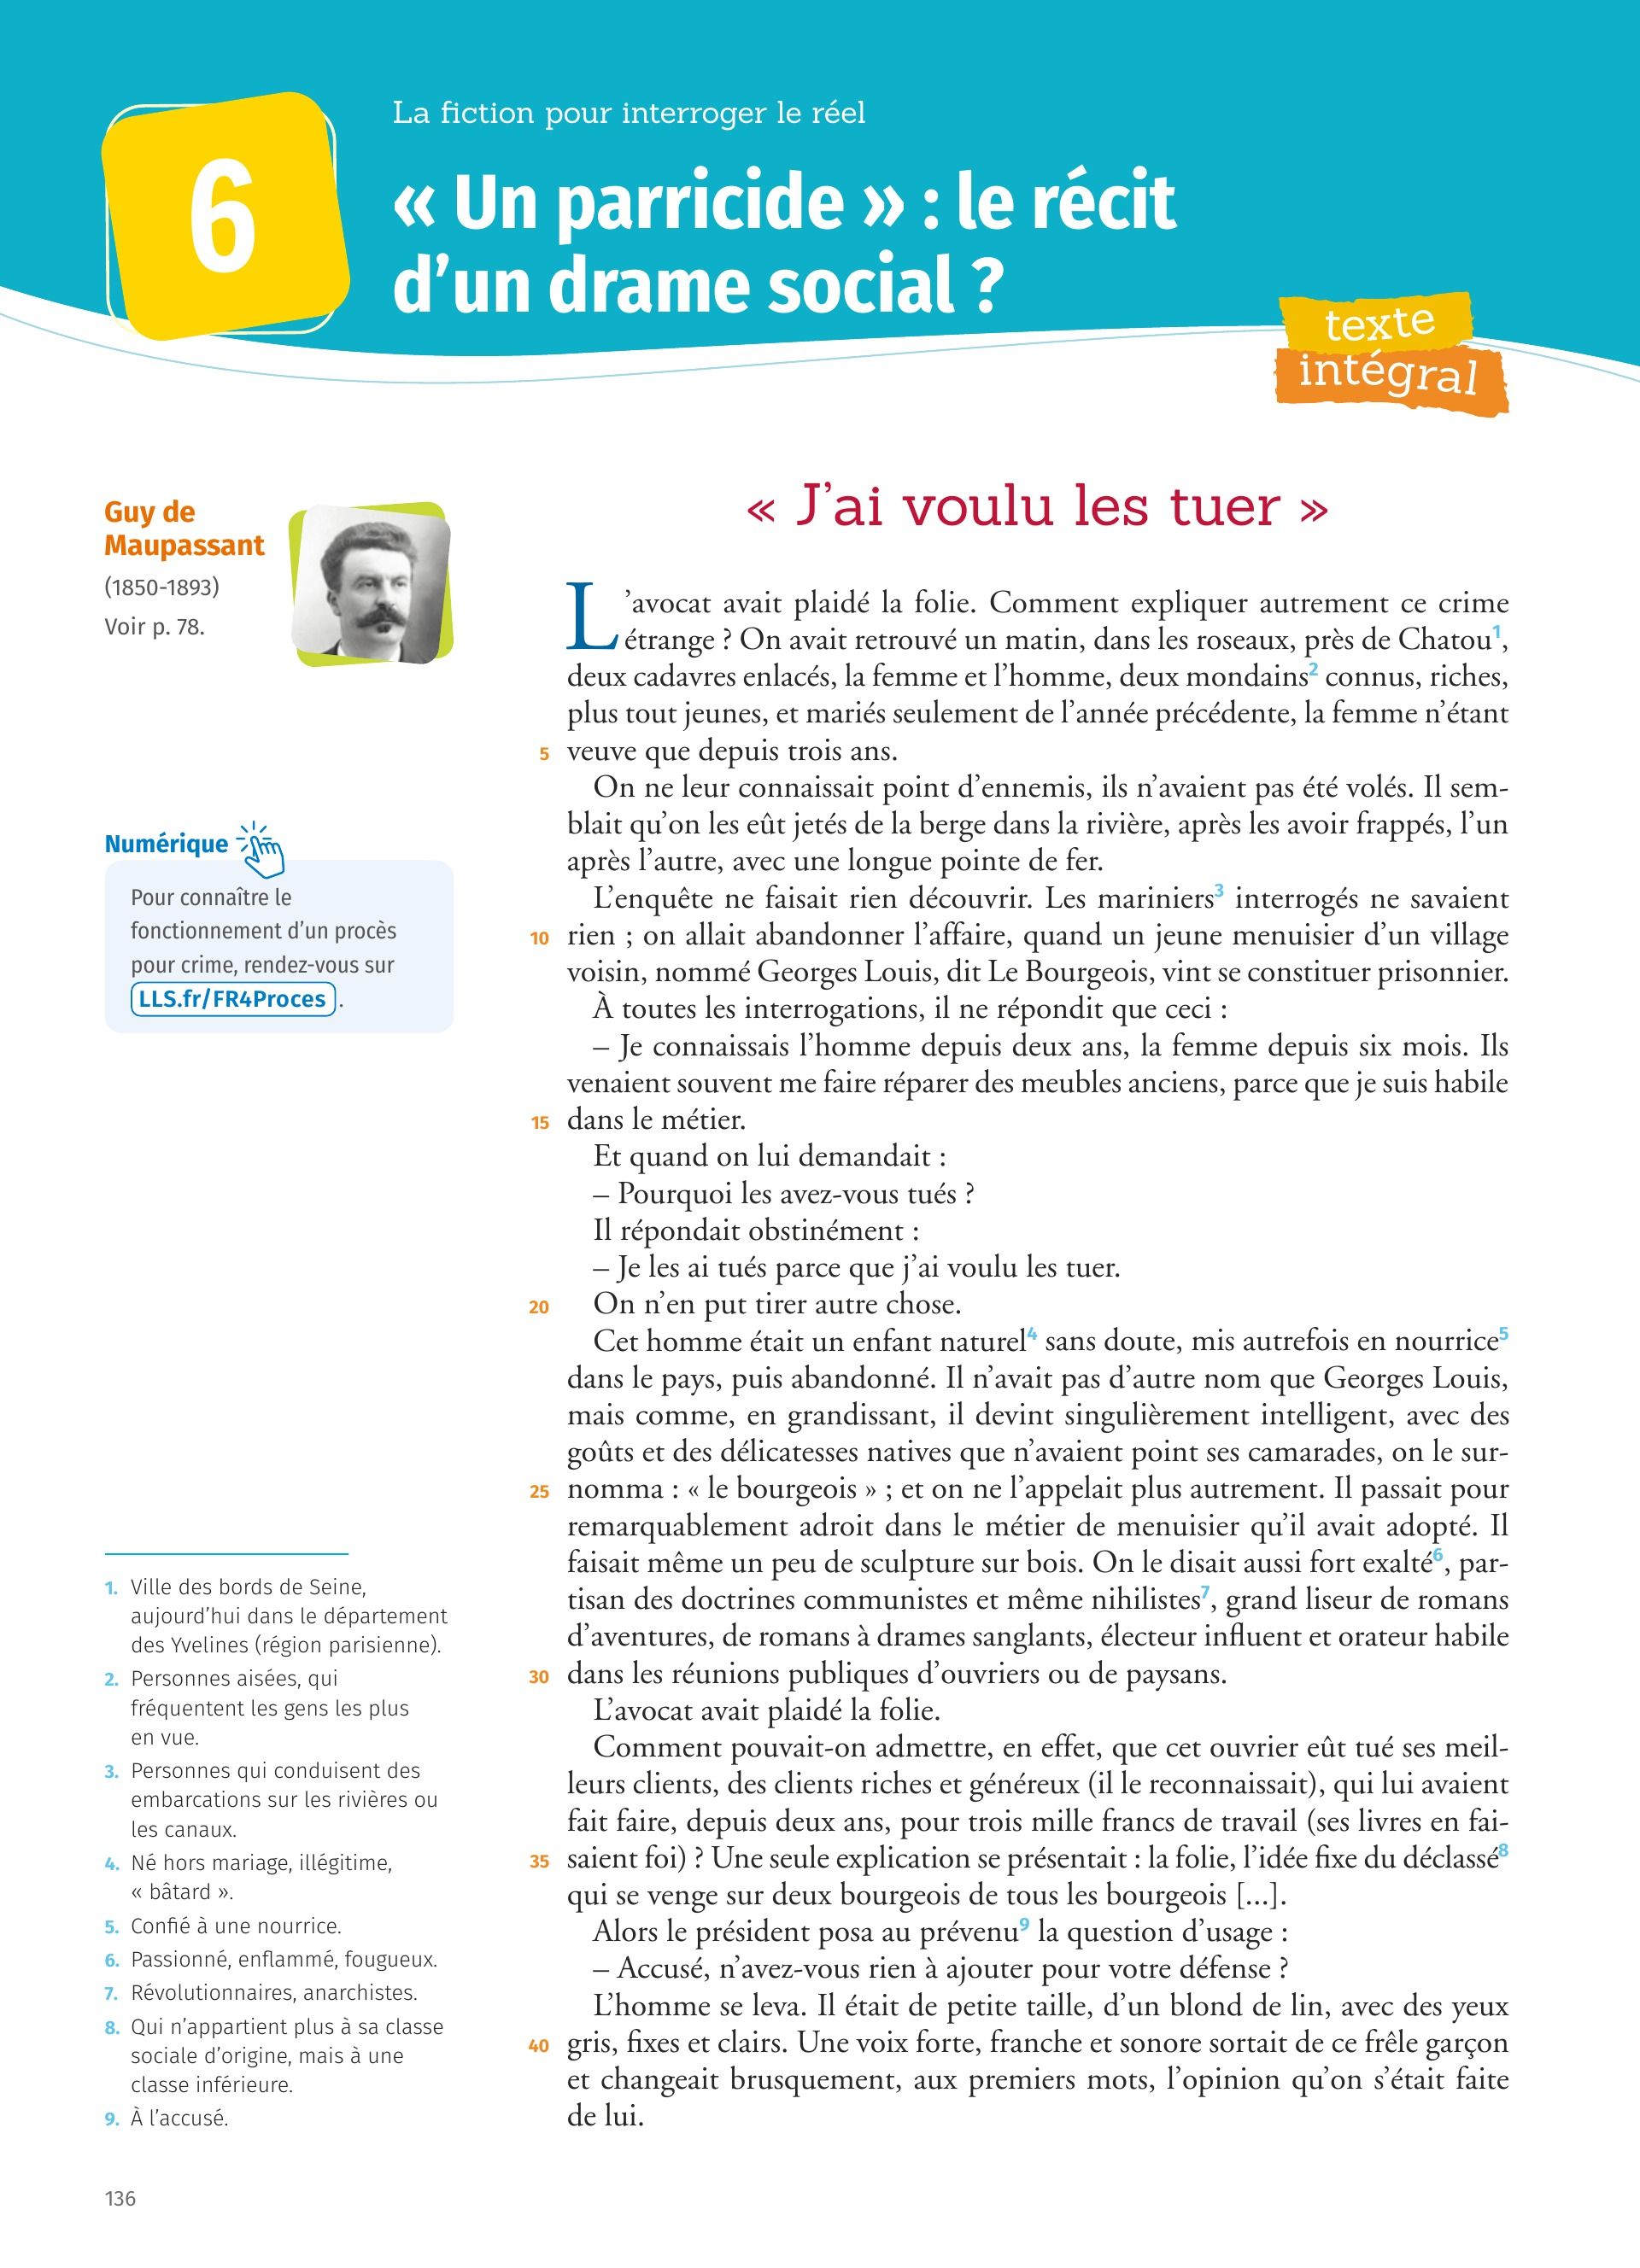 La fiction pour interroger le réel
6
« Un parricide » : le récit
d'un drame social ?
texte
intégral
Guy de
Maupassant
(1850-1893)
Voir p. 78.
Numérique
Pour connaître le
fonctionnement d'un procès
pour crime, rendez-vous sur
LLS.fr/FR4Proces .
« J'ai voulu les tuer »
L'avocat avait plaidé la folie. Comment expliquer autrement ce crime
étrange ? On avait retrouvé un matin, dans les roseaux, près de Chatou1,
deux cadavres enlacés, la femme et l'homme, deux mondains2 connus, riches,
plus tout jeunes, et mariés seulement de l'année précédente, la femme n'étant
5 veuve que depuis trois ans.
On ne leur connaissait point d'ennemis, ils n'avaient pas été volés. Il sem-
blait qu'on les eût jetés de la berge dans la rivière, après les avoir frappés, l'un
après l'autre, avec une longue pointe de fer.
L'enquête ne faisait rien découvrir. Les mariniers3 interrogés ne savaient
10 rien ; on allait abandonner l'affaire, quand un jeune menuisier d'un village
voisin, nommé Georges Louis, dit Le Bourgeois, vint se constituer prisonnier.
À toutes les interrogations, il ne répondit que ceci :
– Je connaissais l'homme depuis deux ans, la femme depuis six mois. Ils
venaient souvent me faire réparer des meubles anciens, parce que je suis habile
15 dans le métier.
Et quand on lui demandait :
– Pourquoi les avez-vous tués ?
Il répondait obstinément :
– Je les ai tués parce que j'ai voulu les tuer.
20 On n'en put tirer autre chose.
Cet homme était un enfant naturel4 sans doute, mis autrefois en nourrice5
dans le pays, puis abandonné. Il n'avait pas d'autre nom que Georges Louis,
mais comme, en grandissant, il devint singulièrement intelligent, avec des
goûts et des délicatesses natives que n'avaient point ses camarades, on le sur-
25 nomma : « le bourgeois » ; et on ne l'appelait plus autrement. Il passait pour
remarquablement adroit dans le métier de menuisier qu'il avait adopté. Il
faisait même un peu de sculpture sur bois. On le disait aussi fort exalté6, par-
tisan des doctrines communistes et même nihilistes7, grand liseur de romans
d'aventures, de romans à drames sanglants, électeur influent et orateur habile
30 dans les réunions publiques d'ouvriers ou de paysans.
L'avocat avait plaidé la folie.
Comment pouvait-on admettre, en effet, que cet ouvrier eût tué ses meil-
leurs clients, des clients riches et généreux (il le reconnaissait), qui lui avaient
fait faire, depuis deux ans, pour trois mille francs de travail (ses livres en fai-
35 saient foi) ? Une seule explication se présentait : la folie, l'idée fixe du déclassé8
qui se venge sur deux bourgeois de tous les bourgeois [...].
Alors le président posa au prévenu9 la question d'usage :
– Accusé, n'avez-vous rien à ajouter pour votre défense ?
L'homme se leva. Il était de petite taille, d'un blond de lin, avec des yeux
40 gris, fixes et clairs. Une voix forte, franche et sonore sortait de ce frêle garçon
et changeait brusquement, aux premiers mots, l'opinion qu'on s'était faite
de lui.
1. Ville des bords de Seine,
aujourd'hui dans le département
des Yvelines (région parisienne).
2. Personnes aisées, qui
fréquentent les gens les plus
en vue.
3. Personnes qui conduisent des
embarcations sur les rivières ou
les canaux.
4. Né hors mariage, illégitime,
« bâtard ».
5. Confié à une nourrice.
6. Passionné, enflammé, fougueux.
7. Révolutionnaires, anarchistes.
8. Qui n'appartient plus à sa classe
sociale d'origine, mais à une
classe inférieure.
9. À l'accusé.
136